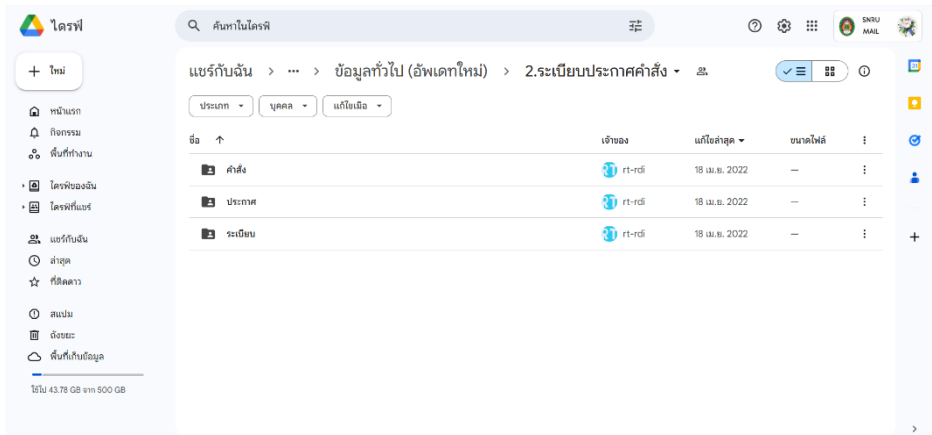 ไดรฟ์
ค้นหาในไดรฟ์
SNRU
MAIL
ใหม่
หน้าแรก
กิจกรรม
พื้นที่ทำงาน
ไดรฟ์ของฉัน
ไดรฟ์ที่แชร์
แชร์กับฉัน
ล่าสุด
ที่ติดดาว
สแปม
ถังขยะ
พื้นที่เก็บข้อมูล
ใช้ไป 43.78 GB จาก 500 GB
แชร์กับฉัน > ... > ข้อมูลทั่วไป (อัพเดทใหม่) > 2.ระเบียบประกาศคำสั่ง
ประเภท บุคคล แก้ไขเมื่อ
ชื่อ เจ้าของ แก้ไขล่าสุด ขนาดไฟล์
คำสั่ง rt-rdi 18 เม.ย. 2022 —
ประกาศ rt-rdi 18 เม.ย. 2022 —
ระเบียบ rt-rdi 18 เม.ย. 2022 —
31